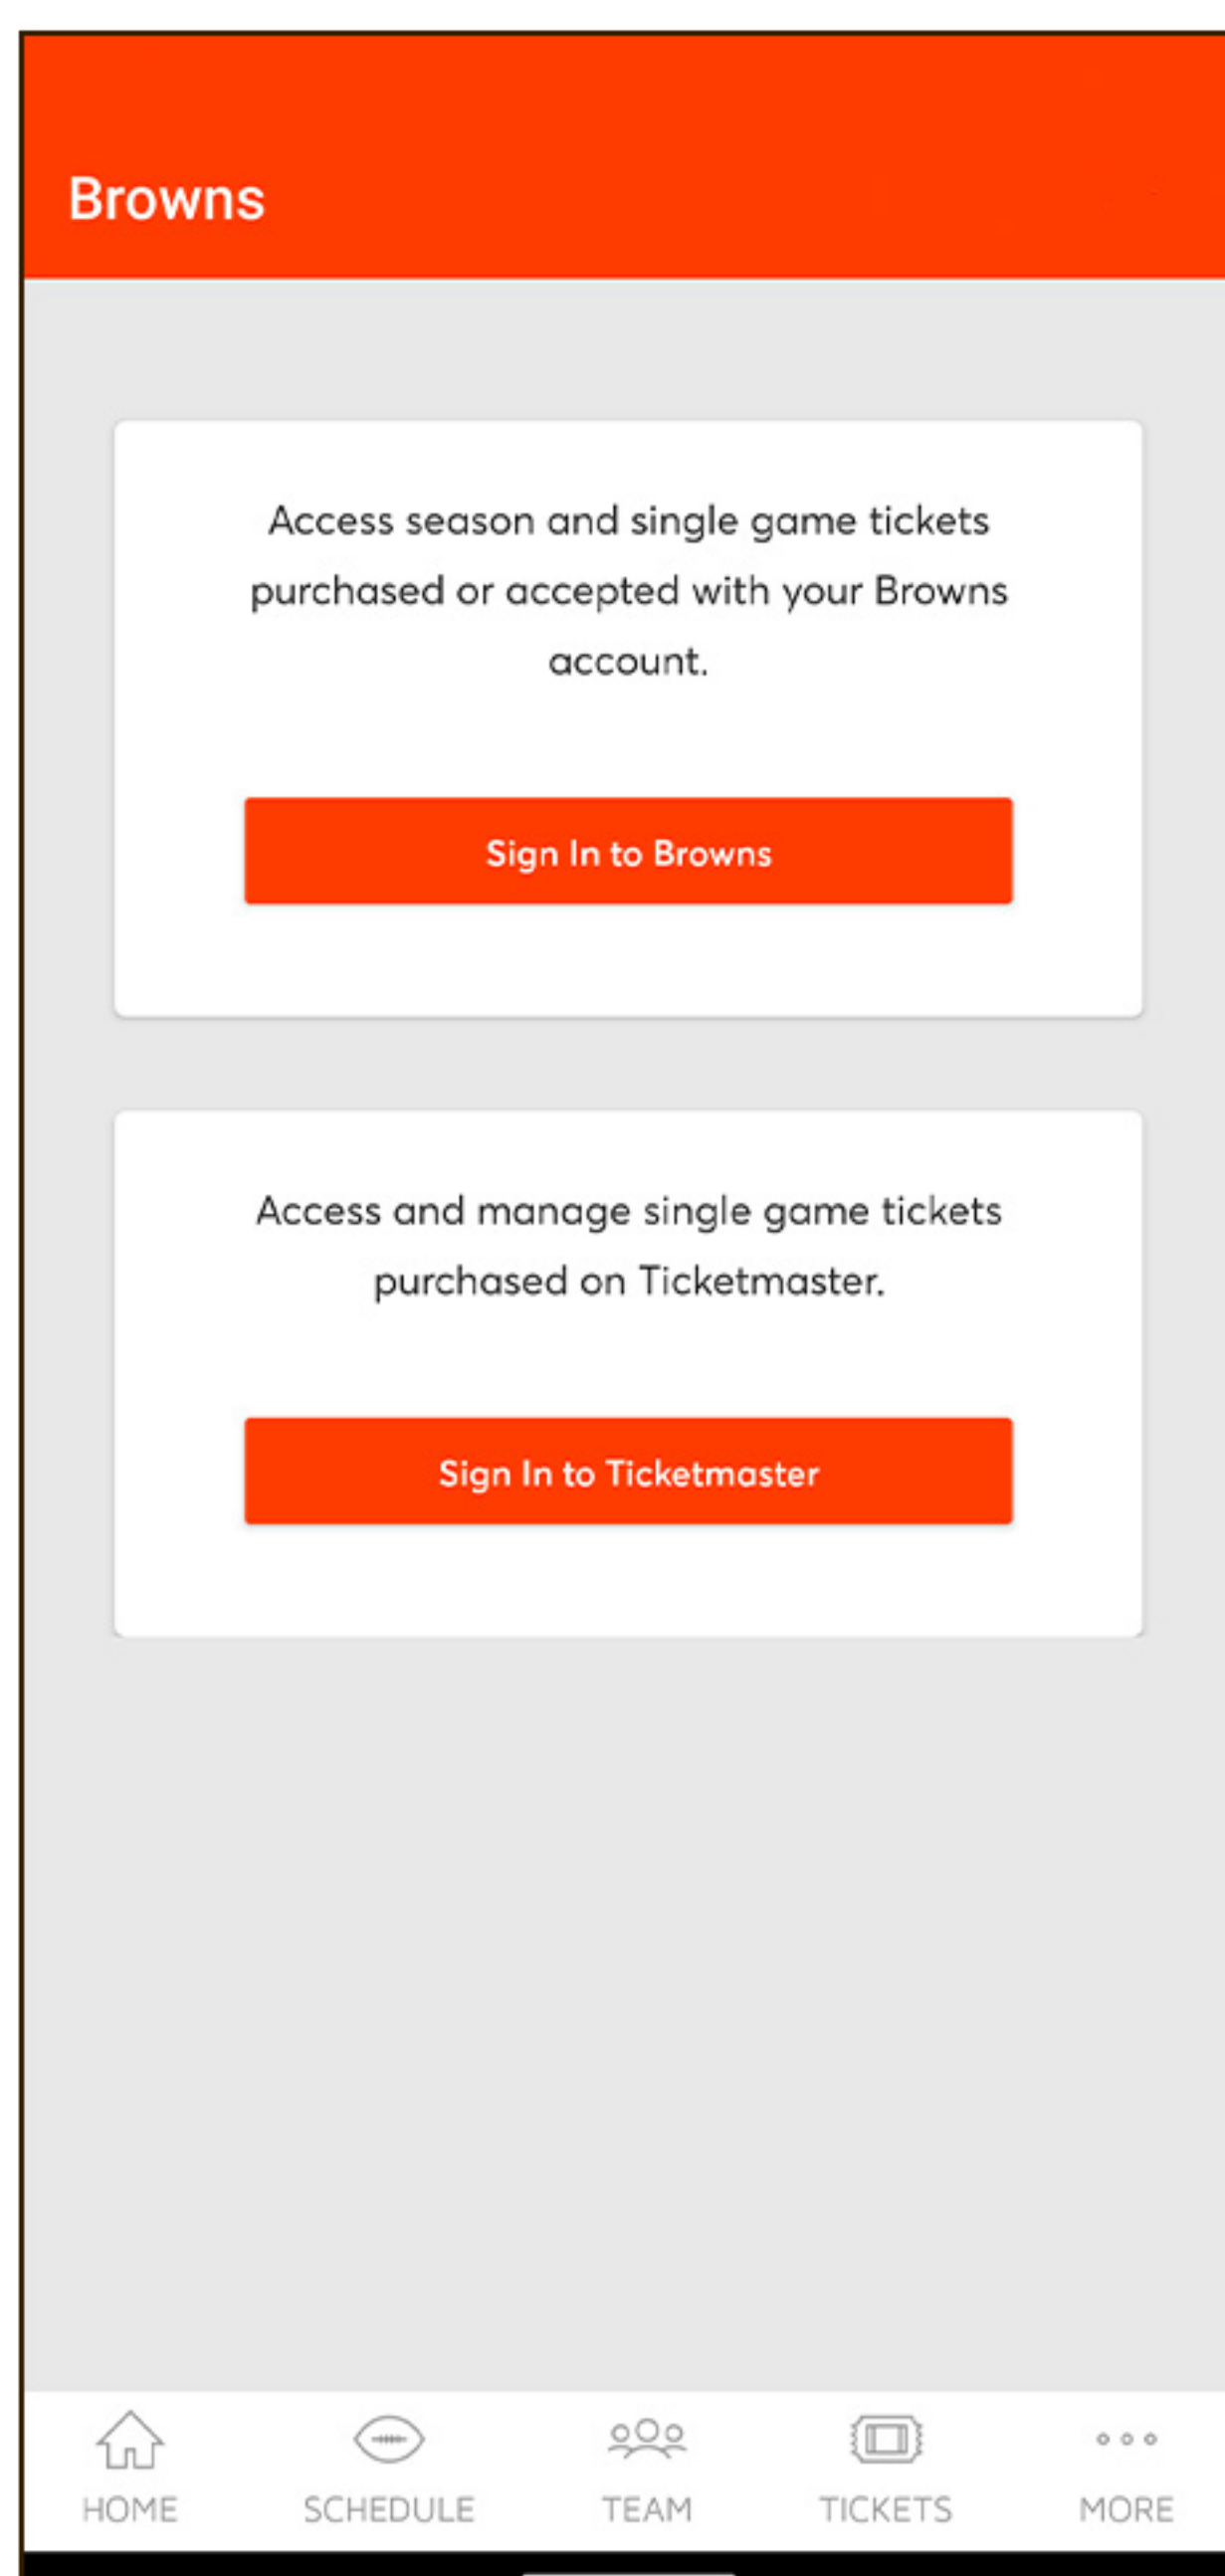 Browns
Access season and single game tickets
purchased or accepted with your Browns
account.
Sign In to Browns
Access and manage single game tickets
purchased on Ticketmaster.
Sign In to Ticketmaster
HOME SCHEDULE TEAM TICKETS MORE